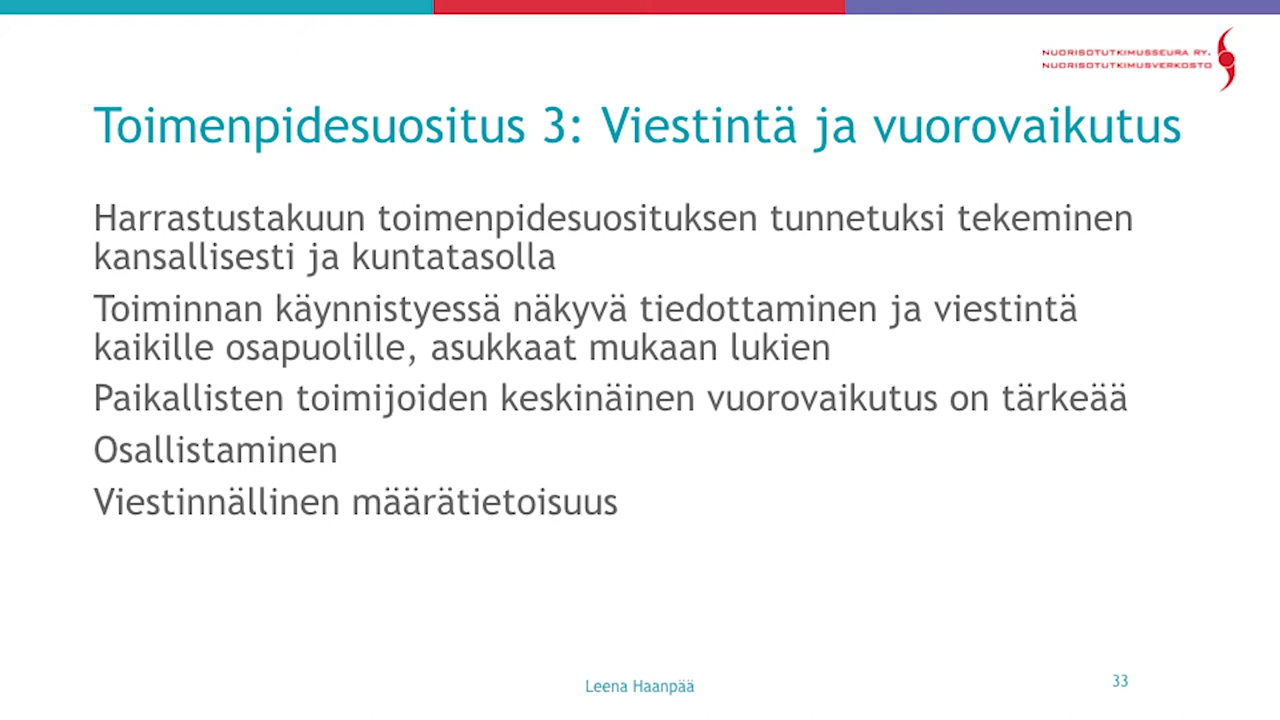 NUORISOTUTKIMUSSEURA RY.
NUORISOTUTKIMUSVERKOSTO
Toimenpidesuositus 3: Viestintä ja vuorovaikutus
Harrastustakuun toimenpidesuosituksen tunnetuksi tekeminen
kansallisesti ja kuntatasolla
Toiminnan käynnistyessä näkyvä tiedottaminen ja viestintä
kaikille osapuolille, asukkaat mukaan lukien
Paikallisten toimijoiden keskinäinen vuorovaikutus on tärkeää
Osallistaminen
Viestinnällinen määrätietoisuus
Leena Haanpää
33